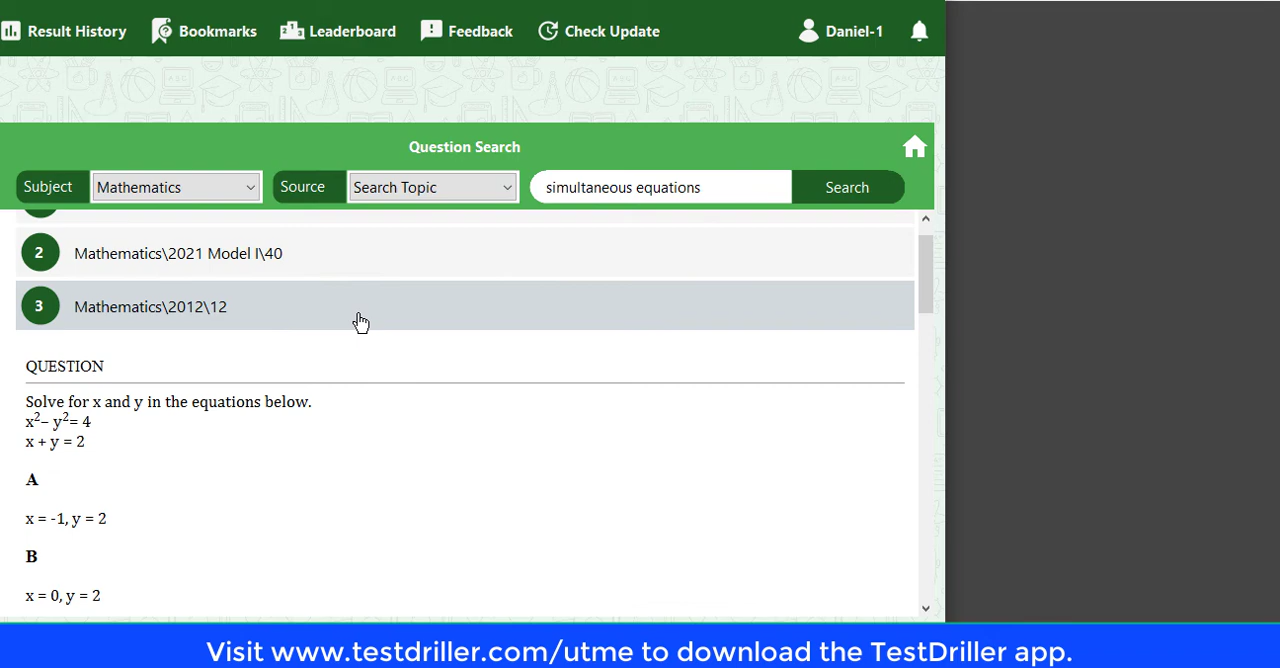 Result History Bookmarks Leaderboard Feedback Check Update Daniel-1
Question Search
Subject Mathematics Source Search Topic simultaneous equations Search
2 Mathematics\2021 Model I\40
3 Mathematics\2012\12
QUESTION
Solve for x and y in the equations below.
x²– y²= 4
x + y = 2
A
x = -1, y = 2
B
x = 0, y = 2
Visit www.testdriller.com/utme to download the TestDriller app.